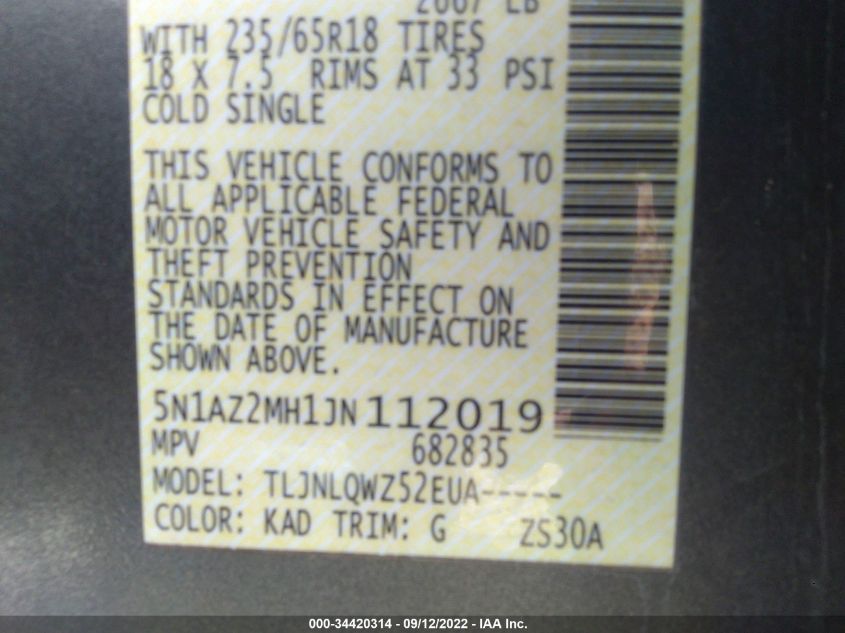 2667 LB
WITH 235/65R18 TIRES
18 X 7.5 RIMS AT 33 PSI
COLD SINGLE
THIS VEHICLE CONFORMS TO
ALL APPLICABLE FEDERAL
MOTOR VEHICLE SAFETY AND
THEFT PREVENTION
STANDARDS IN EFFECT ON
THE DATE OF MANUFACTURE
SHOWN ABOVE.
5N1AZ2MH1JN112019
MPV 682835
MODEL: TLJNLQWZ52EUA-----
COLOR: KAD TRIM: G ZS30A
000-34420314 - 09/12/2022 - IAA Inc.